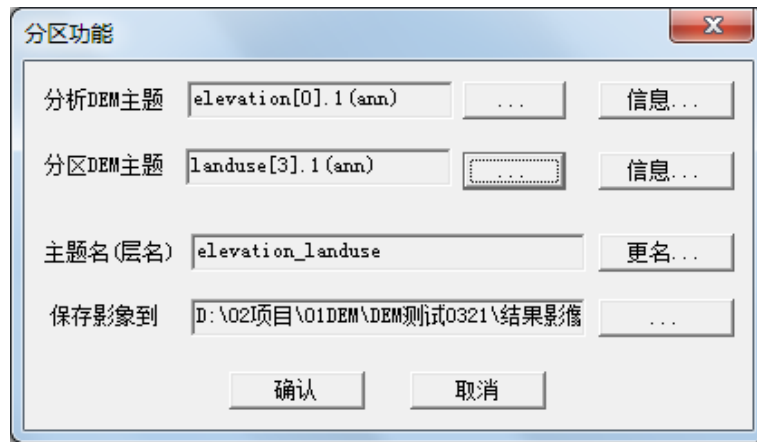 分区功能
分析DEM主题 elevation[0].1(ann) ... 信息...
分区DEM主题 landuse[3].1(ann) ... 信息...
主题名(层名) elevation_landuse 更名...
保存影象到 D:\02I项目\01DEM\DEM测试0321\结果影像 ...
确认 取消